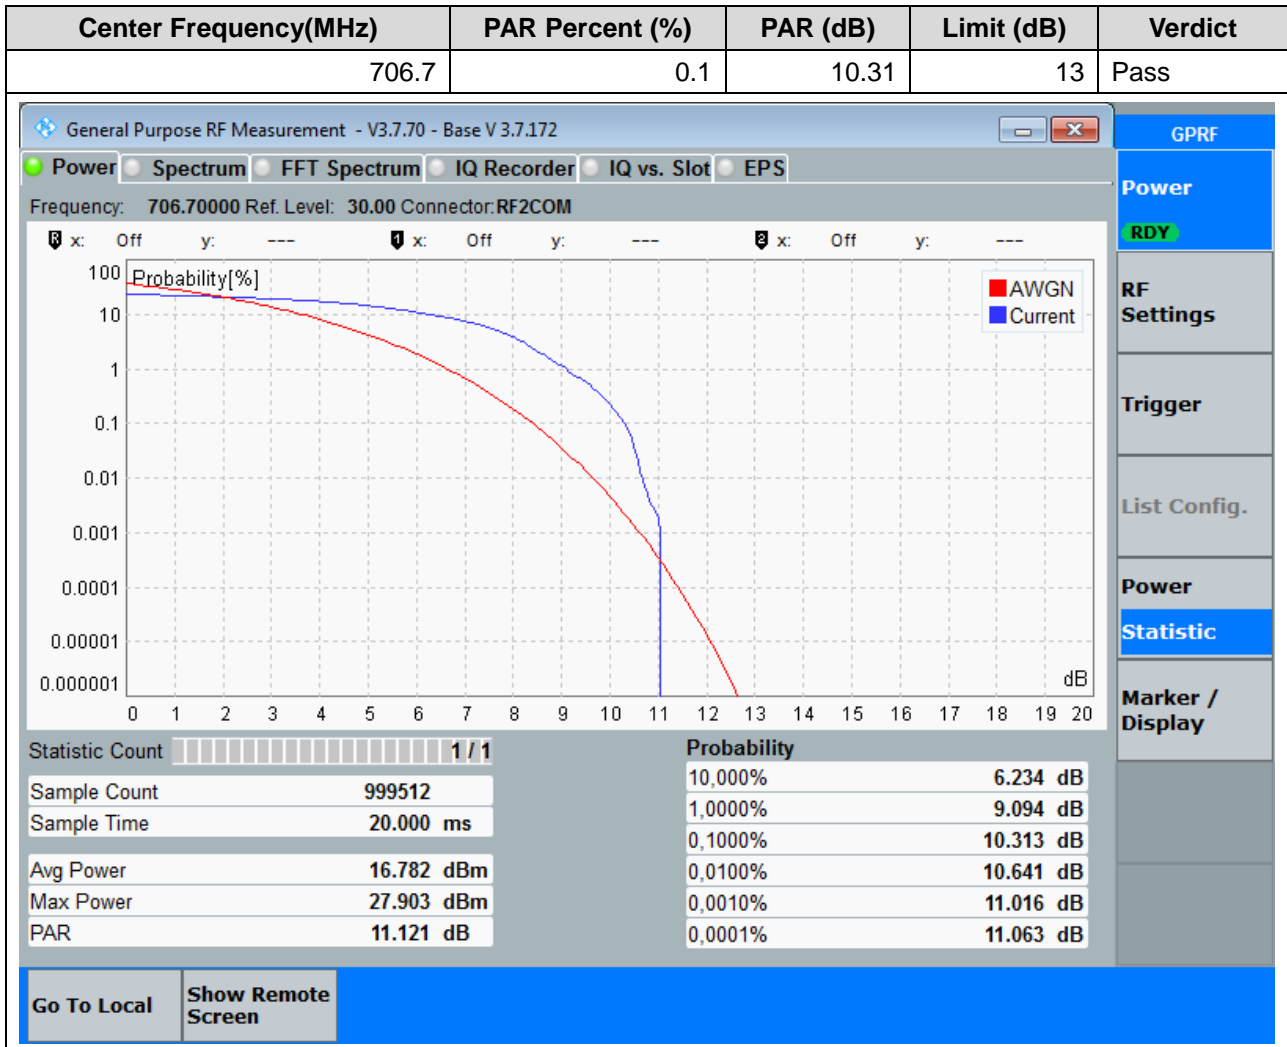 Center Frequency(MHz) PAR Percent (%) PAR (dB) Limit (dB) Verdict
706.7 0.1 10.31 13 Pass
General Purpose RF Measurement - V3.7.70 - Base V 3.7.172
GPRF
Power Spectrum FFT Spectrum IQ Recorder IQ vs. Slot EPS
Frequency: 706.70000 Ref. Level: 30.00 Connector: RF2COM
R x: Off y: --- 1 x: Off y: --- 2 x: Off y: ---
Probability[%]
100
10
1
0.1
0.01
0.001
0.0001
0.00001
0.000001
AWGN
Current
dB
0 1 2 3 4 5 6 7 8 9 10 11 12 13 14 15 16 17 18 19 20
Statistic Count 1 / 1
Sample Count 999512
Sample Time 20.000 ms
Avg Power 16.782 dBm
Max Power 27.903 dBm
PAR 11.121 dB
Probability
10,000% 6.234 dB
1,0000% 9.094 dB
0,1000% 10.313 dB
0,0100% 10.641 dB
0,0010% 11.016 dB
0,0001% 11.063 dB
Power
RDY
RF
Settings
Trigger
List Config.
Power
Statistic
Marker /
Display
Go To Local
Show Remote
Screen